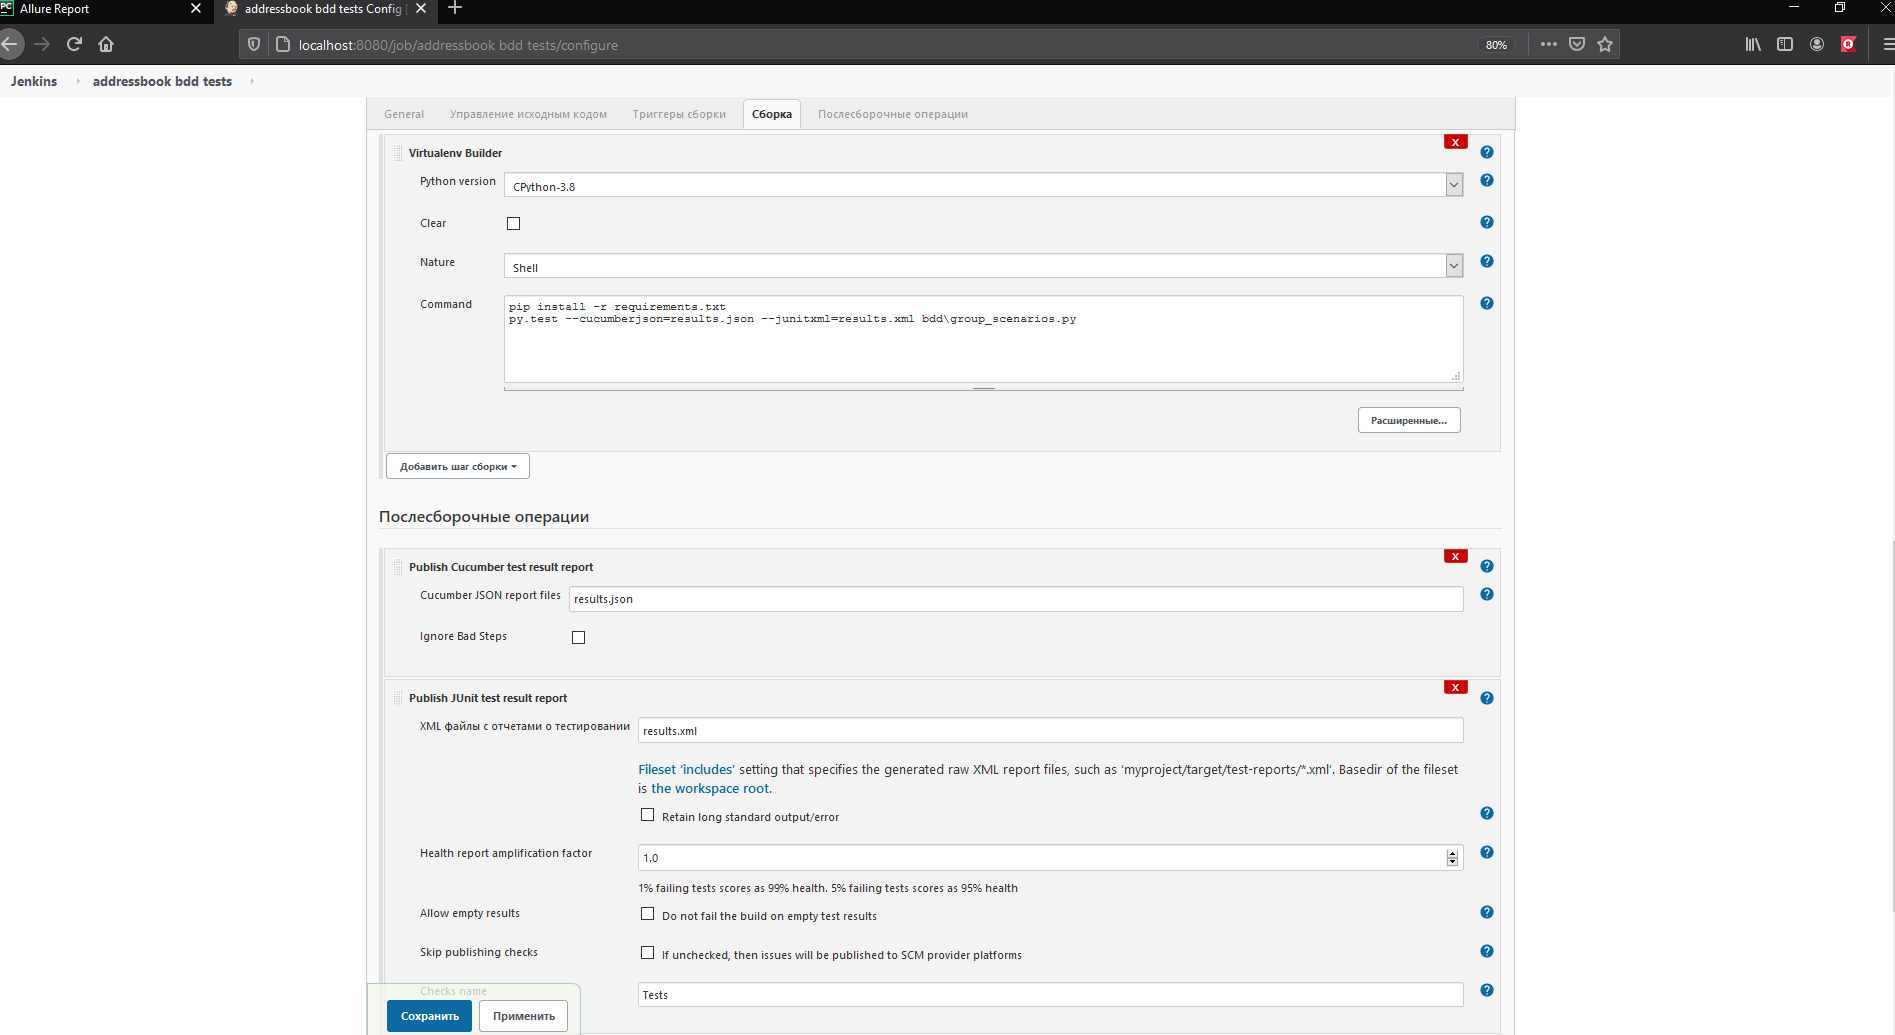 PC Allure Report
addressbook bdd tests Config
localhost:8080/job/addressbook bdd tests/configure
80%
Jenkins addressbook bdd tests
General Управление исходным кодом Триггеры сборки Сборка Послесборочные операции
X
Virtualenv Builder
Python version CPython-3.8
Clear
Nature Shell
Command
pip install -r requirements.txt
py.test --cucumberjson=results.json --junitxml=results.xml bdd\group_scenarios.py
Расширенные...
Добавить шаг сборки
Послесборочные операции
X
Publish Cucumber test result report
Cucumber JSON report files results.json
Ignore Bad Steps
X
Publish JUnit test result report
XML файлы с отчетами о тестировании results.xml
Fileset ‘includes’ setting that specifies the generated raw XML report files, such as ‘myproject/target/test-reports/*.xml’. Basedir of the fileset
is the workspace root.
Retain long standard output/error
Health report amplification factor 1.0
1% failing tests scores as 99% health. 5% failing tests scores as 95% health
Allow empty results Do not fail the build on empty test results
Skip publishing checks If unchecked, then issues will be published to SCM provider platforms
Checks name Tests
Сохранить Применить